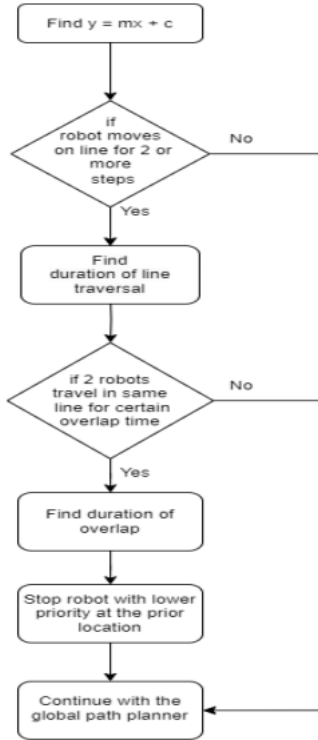 Find y = mx + c
if
robot moves
on line for 2 or
more
steps
No
Yes
Find
duration of line
traversal
if 2 robots
travel in same
line for certain
overlap time
No
Yes
Find duration of
overlap
Stop robot with lower
priority at the prior
location
Continue with the
global path planner